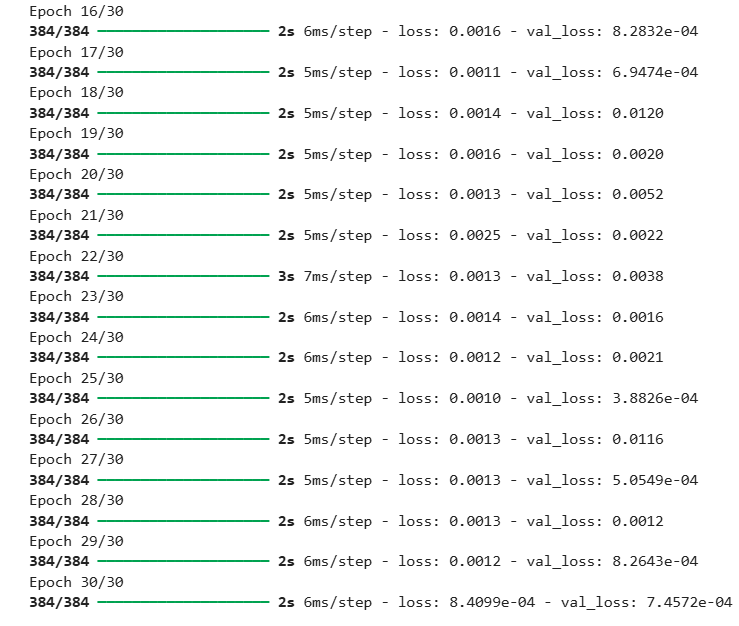 Epoch 16/30
384/384 ━━━━━━━━━━━━━━━━━━━━ 2s 6ms/step - loss: 0.0016 - val_loss: 8.2832e-04
Epoch 17/30
384/384 ━━━━━━━━━━━━━━━━━━━━ 2s 5ms/step - loss: 0.0011 - val_loss: 6.9474e-04
Epoch 18/30
384/384 ━━━━━━━━━━━━━━━━━━━━ 2s 5ms/step - loss: 0.0014 - val_loss: 0.0120
Epoch 19/30
384/384 ━━━━━━━━━━━━━━━━━━━━ 2s 5ms/step - loss: 0.0016 - val_loss: 0.0020
Epoch 20/30
384/384 ━━━━━━━━━━━━━━━━━━━━ 2s 5ms/step - loss: 0.0013 - val_loss: 0.0052
Epoch 21/30
384/384 ━━━━━━━━━━━━━━━━━━━━ 2s 5ms/step - loss: 0.0025 - val_loss: 0.0022
Epoch 22/30
384/384 ━━━━━━━━━━━━━━━━━━━━ 3s 7ms/step - loss: 0.0013 - val_loss: 0.0038
Epoch 23/30
384/384 ━━━━━━━━━━━━━━━━━━━━ 2s 6ms/step - loss: 0.0014 - val_loss: 0.0016
Epoch 24/30
384/384 ━━━━━━━━━━━━━━━━━━━━ 2s 6ms/step - loss: 0.0012 - val_loss: 0.0021
Epoch 25/30
384/384 ━━━━━━━━━━━━━━━━━━━━ 2s 5ms/step - loss: 0.0010 - val_loss: 3.8826e-04
Epoch 26/30
384/384 ━━━━━━━━━━━━━━━━━━━━ 2s 5ms/step - loss: 0.0013 - val_loss: 0.0116
Epoch 27/30
384/384 ━━━━━━━━━━━━━━━━━━━━ 2s 5ms/step - loss: 0.0013 - val_loss: 5.0549e-04
Epoch 28/30
384/384 ━━━━━━━━━━━━━━━━━━━━ 2s 6ms/step - loss: 0.0013 - val_loss: 0.0012
Epoch 29/30
384/384 ━━━━━━━━━━━━━━━━━━━━ 2s 6ms/step - loss: 0.0012 - val_loss: 8.2643e-04
Epoch 30/30
384/384 ━━━━━━━━━━━━━━━━━━━━ 2s 6ms/step - loss: 8.4099e-04 - val_loss: 7.4572e-04